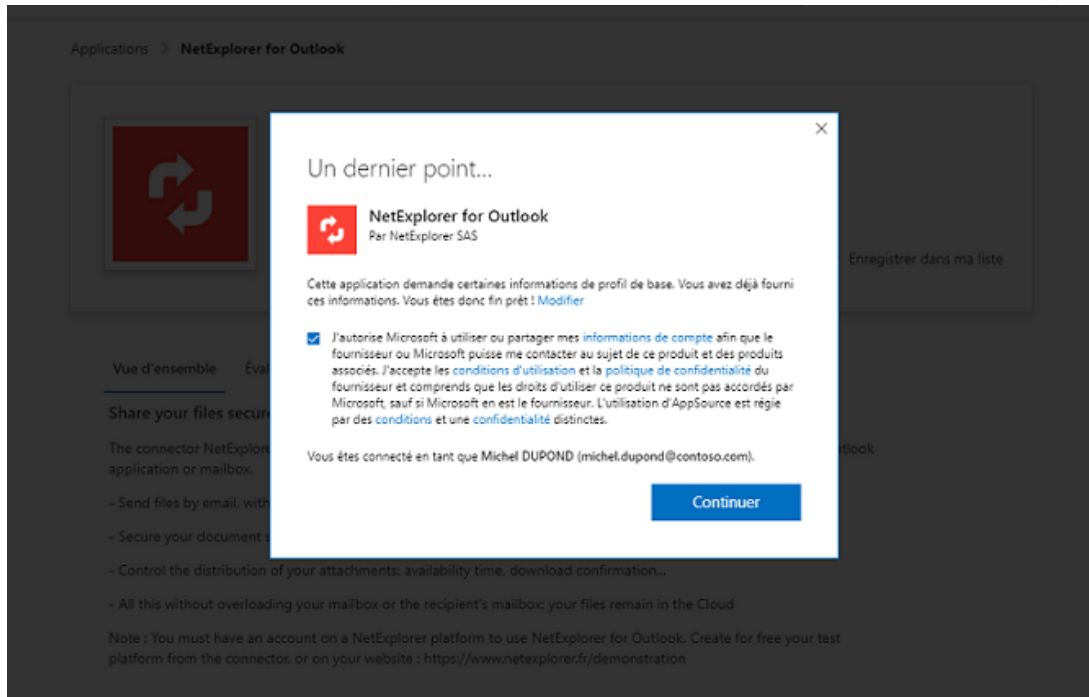 Applications > NetExplorer for Outlook
Un dernier point...
NetExplorer for Outlook
Par NetExplorer SAS
Enregistrer dans ma liste
Cette application demande certaines informations de profil de base. Vous avez déjà fourni
ces informations. Vous êtes donc fin prêt ! Modifier
J'autorise Microsoft à utiliser ou partager mes informations de compte afin que le
fournisseur ou Microsoft puisse me contacter au sujet de ce produit et des produits
associés. J'accepte les conditions d'utilisation et la politique de confidentialité du
fournisseur et comprends que les droits d'utiliser ce produit ne sont pas accordés par
Microsoft, sauf si Microsoft en est le fournisseur. L'utilisation d'AppSource est régie
par des conditions et une confidentialité distinctes.
Vous êtes connecté en tant que Michel DUPOND (michel.dupond@contoso.com).
Continuer
Vue d'ensemble
Share your files
The connector
application or mailbox.
- Send files by email,
- Secure your document
- Control the distribution of your attachments: availability time, download confirmation...
- All this without overloading your mailbox or the recipient's mailbox: your files remain in the Cloud
Note : You must have an account on a NetExplorer platform to use NetExplorer for Outlook. Create for free your test
platform from the connector, or on your website : https://www.netexplorer.fr/demonstration